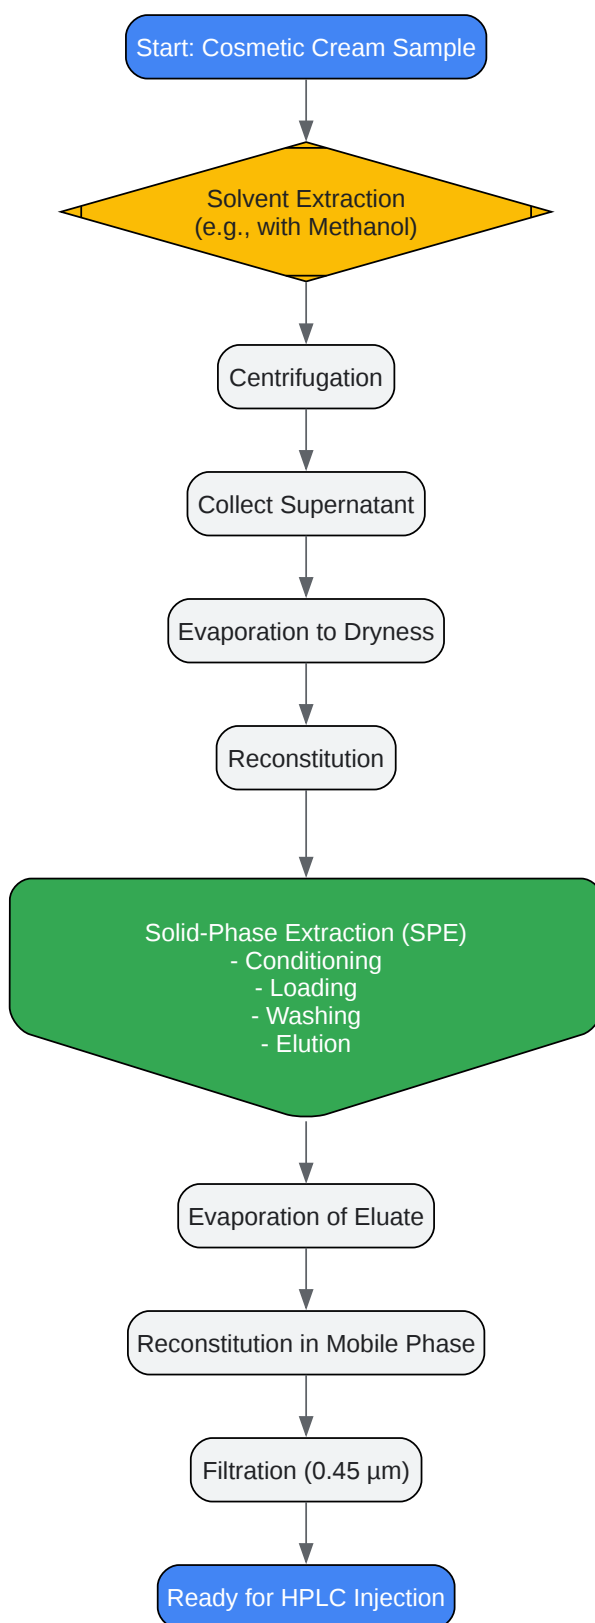 Start: Cosmetic Cream Sample
Solvent Extraction
(e.g., with Methanol)
Centrifugation
Collect Supernatant
Evaporation to Dryness
Reconstitution
Solid-Phase Extraction (SPE)
- Conditioning
- Loading
- Washing
- Elution
Evaporation of Eluate
Reconstitution in Mobile Phase
Filtration (0.45 µm)
Ready for HPLC Injection